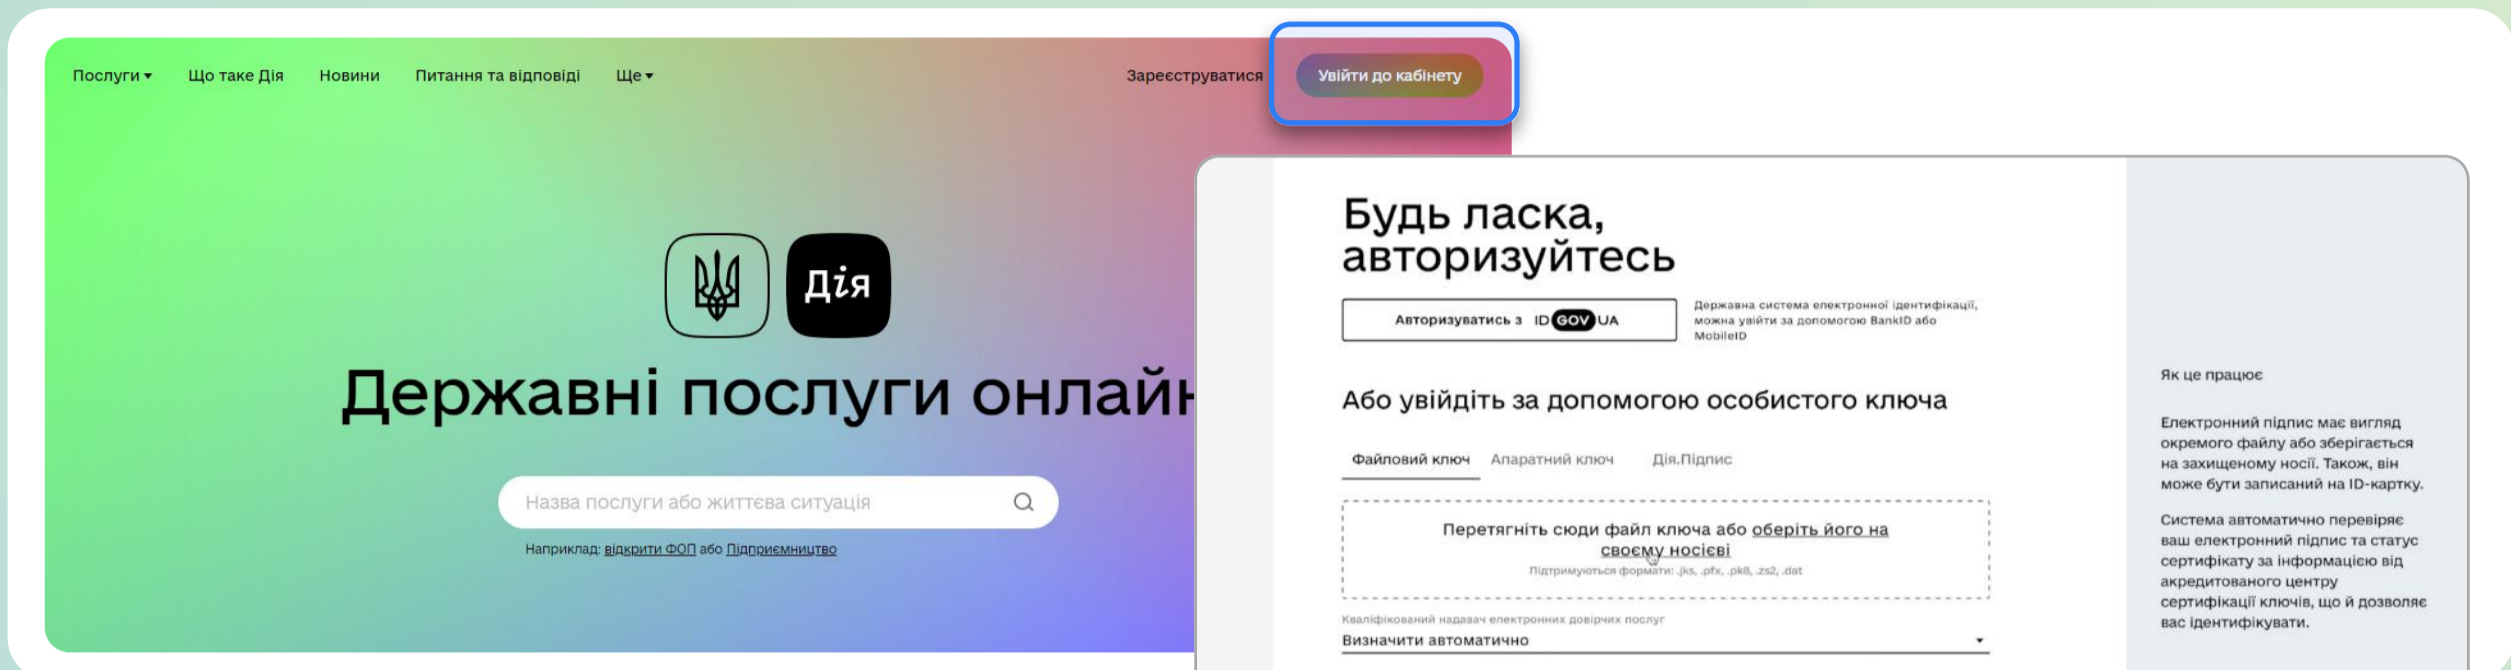 Послуги
Що таке Дія
Новини
Питання та відповіді
Ще
Зареєструватися
Увійти до кабінету
Дія
Державні послуги онлайн
Назва послуги або життєва ситуація
Наприклад: відкрити ФОП або Підприємництво
Будь ласка,
авторизуйтесь
Авторизуватись з ID GOV UA
Державна система електронної ідентифікації,
можна увійти за допомогою BankID або
MobileID
Або увійдіть за допомогою особистого ключа
Файловий ключ
Апаратний ключ
Дія.Підпис
Перетягніть сюди файл ключа або оберіть його на
своєму носієві
Підтримуються формати: .jks, .pfx, .pk8, .zs2, .dat
Кваліфікований надавач електронних довірчих послуг
Визначити автоматично
Як це працює
Електронний підпис має вигляд
окремого файлу або зберігається
на захищеному носії. Також, він
може бути записаний на ID-картку.
Система автоматично перевіряє
ваш електронний підпис та статус
сертифікату за інформацією від
акредитованого центру
сертифікації ключів, що й дозволяє
вас ідентифікувати.